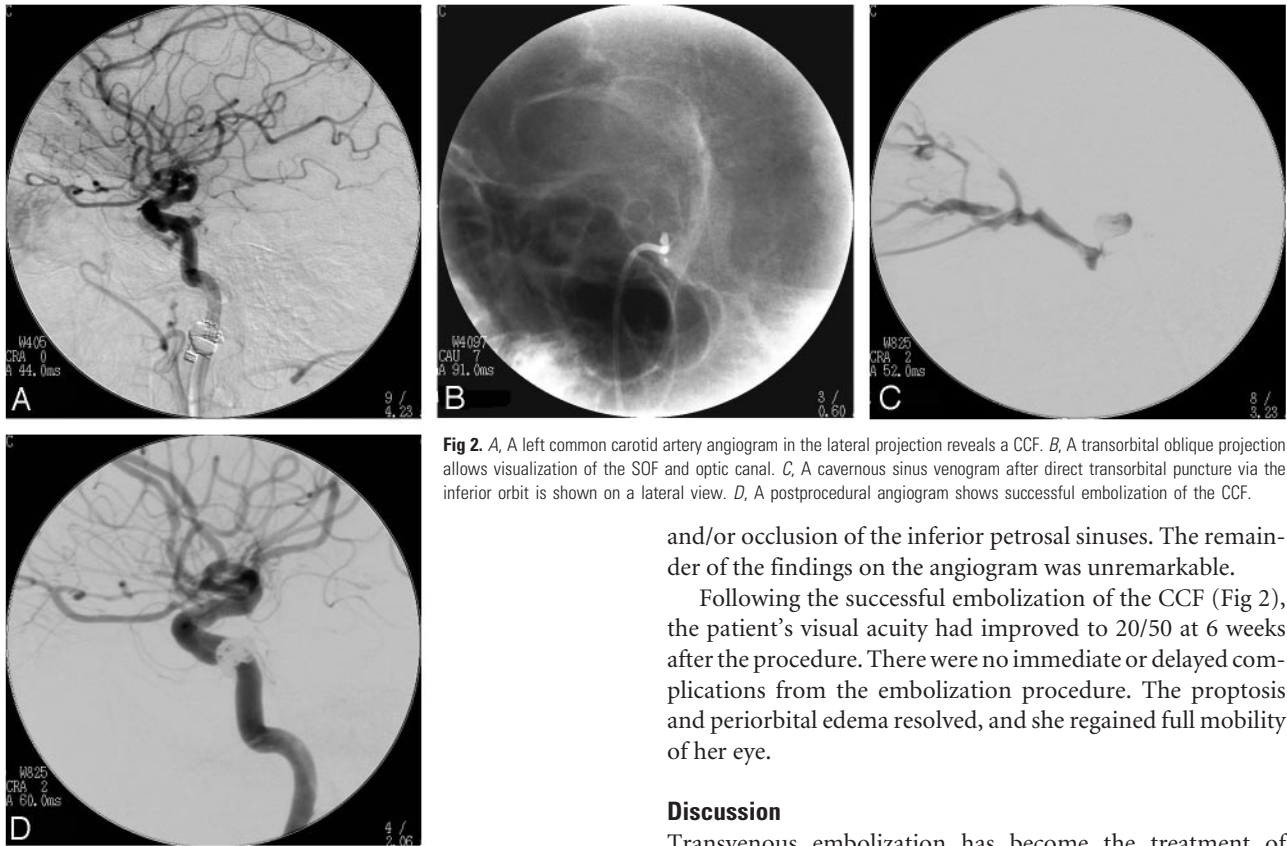 C
W405
CRA 0
A 44.0ms
9 /
4.23
A
C
W4097
CAU 7
A 91.0ms
3 /
0.60
B
C
W825
CRA 2
A 52.0ms
8 /
3.23
C
Fig 2. A, A left common carotid artery angiogram in the lateral projection reveals a CCF. B, A transorbital oblique projection
allows visualization of the SOF and optic canal. C, A cavernous sinus venogram after direct transorbital puncture via the
inferior orbit is shown on a lateral view. D, A postprocedural angiogram shows successful embolization of the CCF.
C
W825
CRA 2
A 60.0ms
4 /
2.06
D
and/or occlusion of the inferior petrosal sinuses. The remain-
der of the findings on the angiogram was unremarkable.
Following the successful embolization of the CCF (Fig 2),
the patient's visual acuity had improved to 20/50 at 6 weeks
after the procedure. There were no immediate or delayed com-
plications from the embolization procedure. The proptosis
and periorbital edema resolved, and she regained full mobility
of her eye.
Discussion
Transvenous embolization has become the treatment of